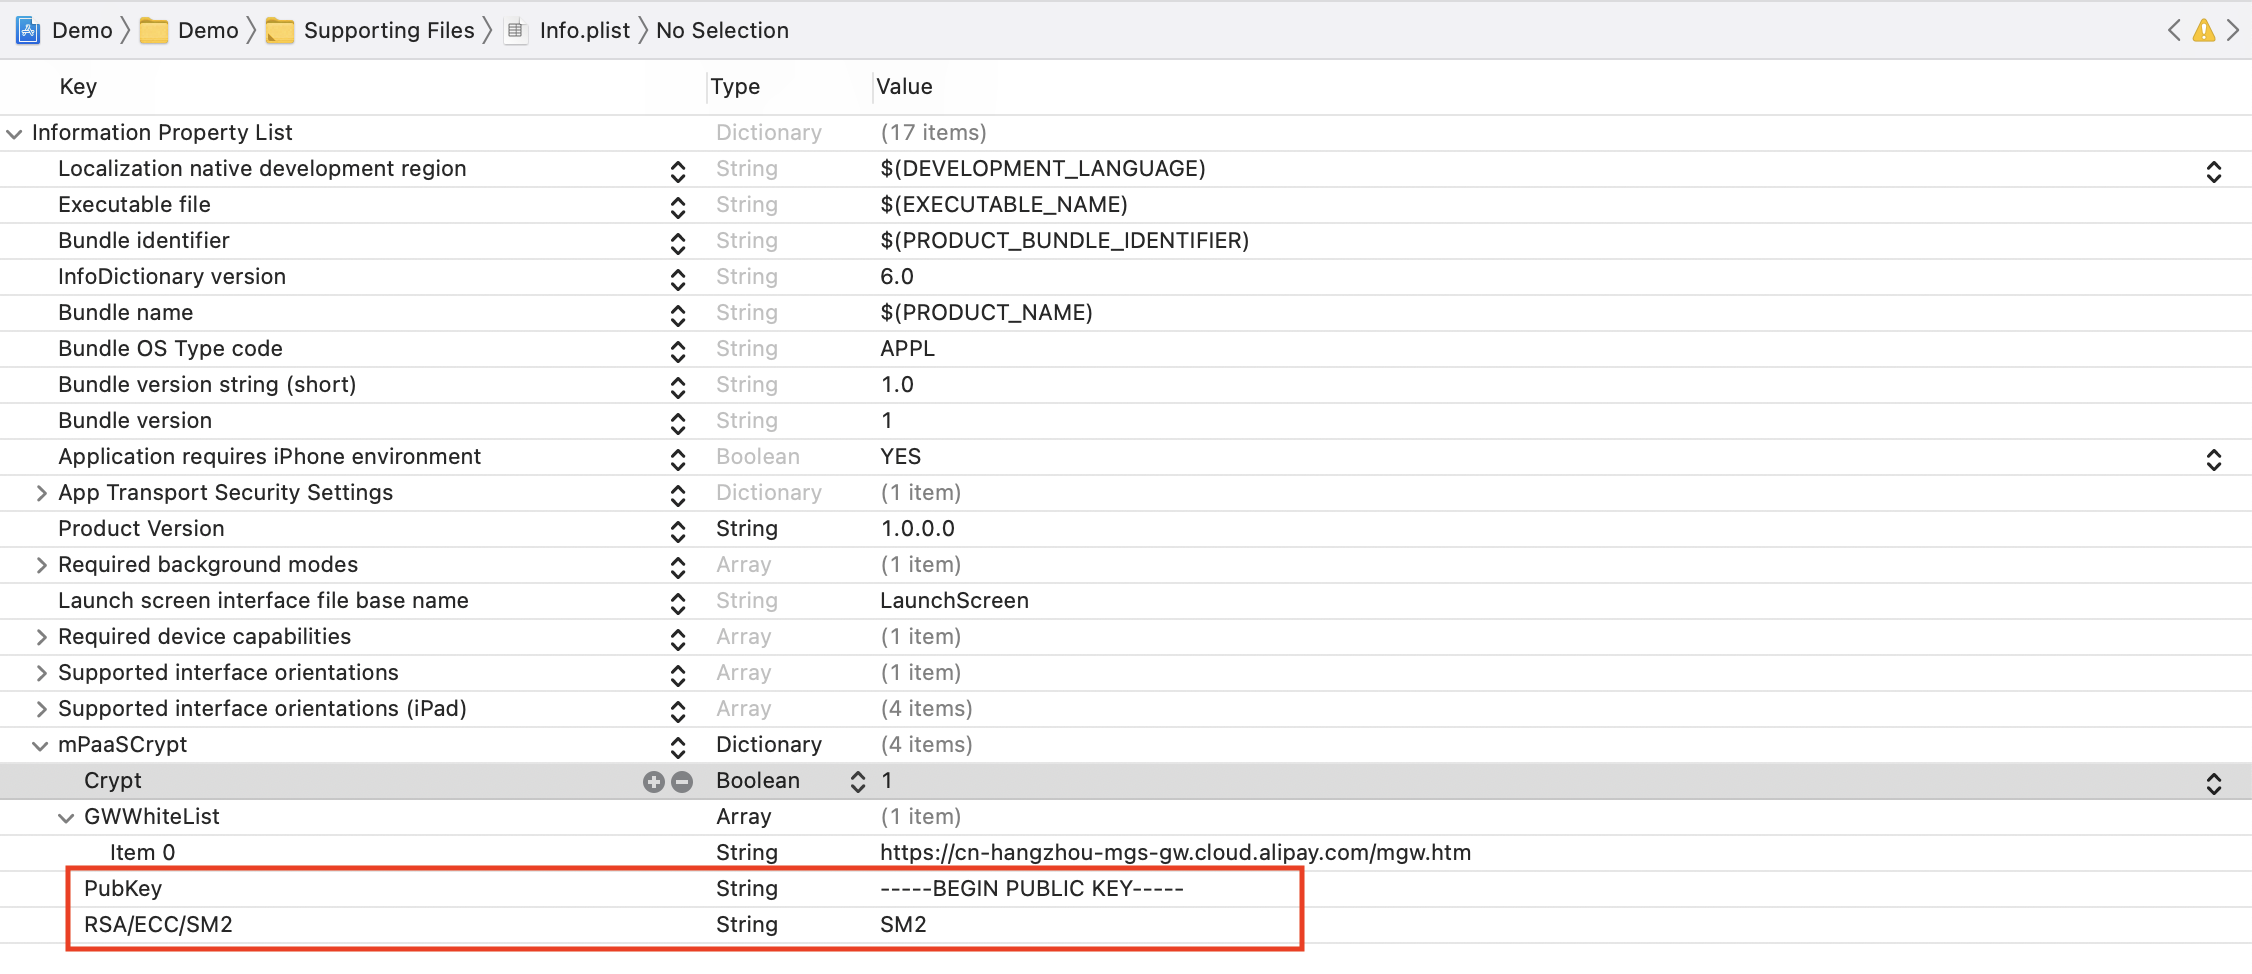 Demo Demo Supporting Files Info.plist No Selection
Key Type Value
Information Property List Dictionary (17 items)
Localization native development region String $(DEVELOPMENT_LANGUAGE)
Executable file String $(EXECUTABLE_NAME)
Bundle identifier String $(PRODUCT_BUNDLE_IDENTIFIER)
InfoDictionary version String 6.0
Bundle name String $(PRODUCT_NAME)
Bundle OS Type code String APPL
Bundle version string (short) String 1.0
Bundle version String 1
Application requires iPhone environment Boolean YES
App Transport Security Settings Dictionary (1 item)
Product Version String 1.0.0.0
Required background modes Array (1 item)
Launch screen interface file base name String LaunchScreen
Required device capabilities Array (1 item)
Supported interface orientations Array (1 item)
Supported interface orientations (iPad) Array (4 items)
mPaaSCrypt Dictionary (4 items)
Crypt Boolean 1
GWWhiteList Array (1 item)
Item 0 String https://cn-hangzhou-mgs-gw.cloud.alipay.com/mgw.htm
PubKey String -----BEGIN PUBLIC KEY-----
RSA/ECC/SM2 String SM2